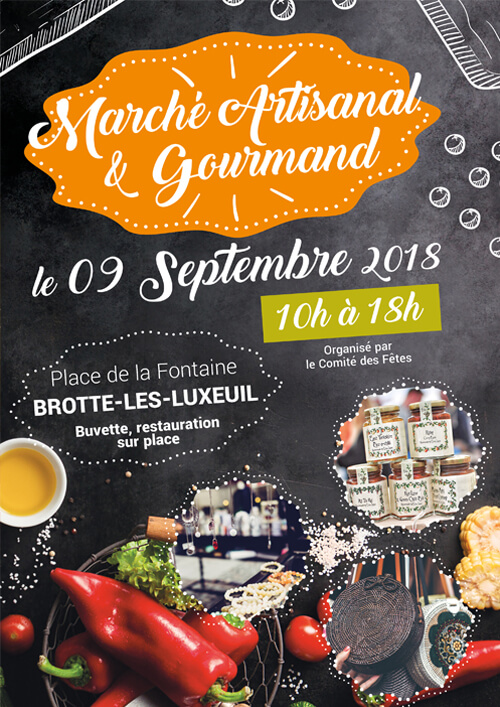 Marché Artisanal
& Gourmand
le 09 Septembre 2018
10h à 18h
Organisé par
le Comité des Fêtes
Place de la Fontaine
BROTTE-LES-LUXEUIL
Buvette, restauration
sur place